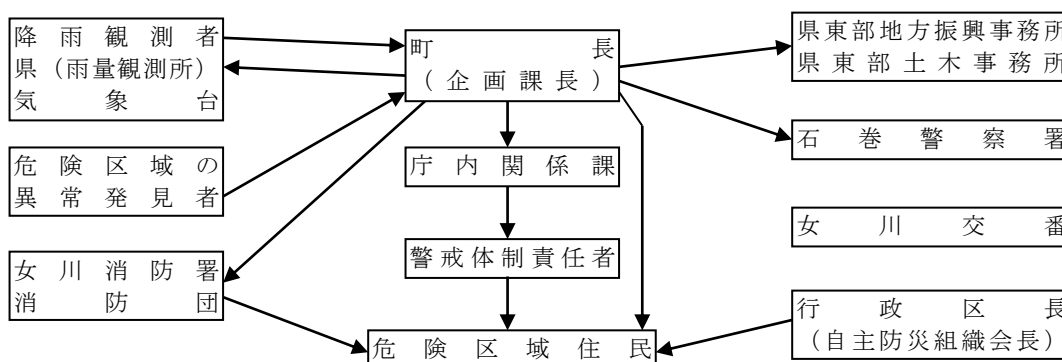 降雨観測者
県（雨量観測所）
気象台
町長
（企画課長）
県東部地方振興事務所
県東部土木事務所
石巻警察署
危険区域の
異常発見者
庁内関係課
女川交番
女川消防署
消防団
警戒体制責任者
行政区長
（自主防災組織会長）
危険区域住民